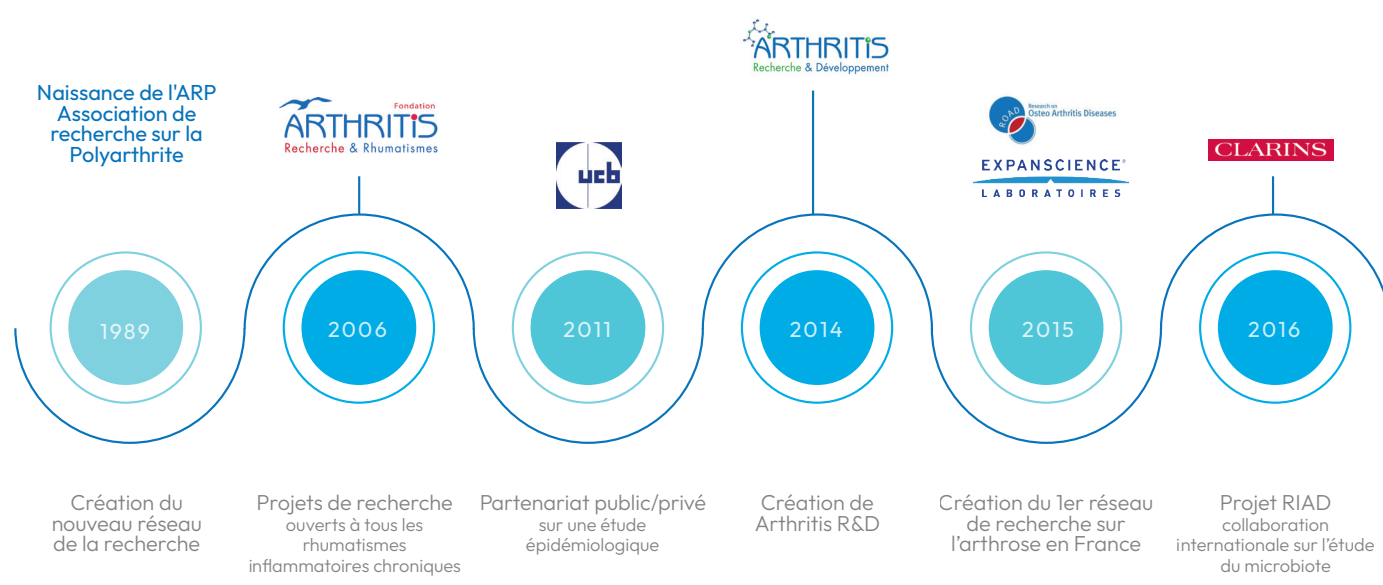 Naissance de l'ARP
Association de
recherche sur la
Polyarthrite
1989
Création du
nouveau réseau
de la recherche
Fondation
ARTHRITIS
Recherche & Rhumatismes
2006
Projets de recherche
ouverts à tous les
rhumatismes
inflammatoires chroniques
ucb
2011
Partenariat public/privé
sur une étude
épidémiologique
ARTHRITIS
Recherche & Développement
2014
Création de
Arthritis R&D
ROAD
Research on
Osteo Arthritis Diseases
EXPANSCIENCE®
LABORATOIRES
2015
Création du 1er réseau
de recherche sur
l'arthrose en France
CLARINS
2016
Projet RIAD
collaboration
internationale sur l'étude
du microbiote